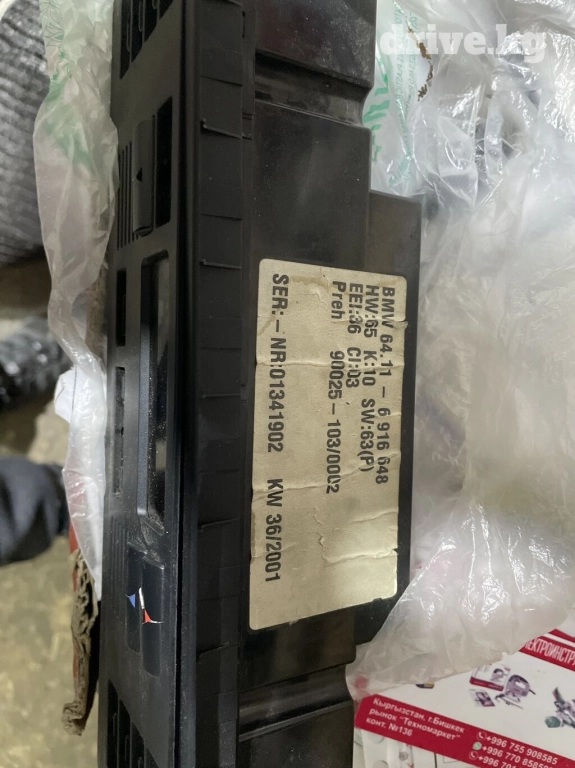 drive.kg
BMW 64.11 - 6 916 648
HW:65 K:10 SW:63(P)
EEI:36 CI:03
Preh 90025-103/0002
SER:- NR:01341902 KW 36/2001
Кыргызстан, г.Бишкек
рынок "Техномаркет"
конт. №136
+996 755 908585